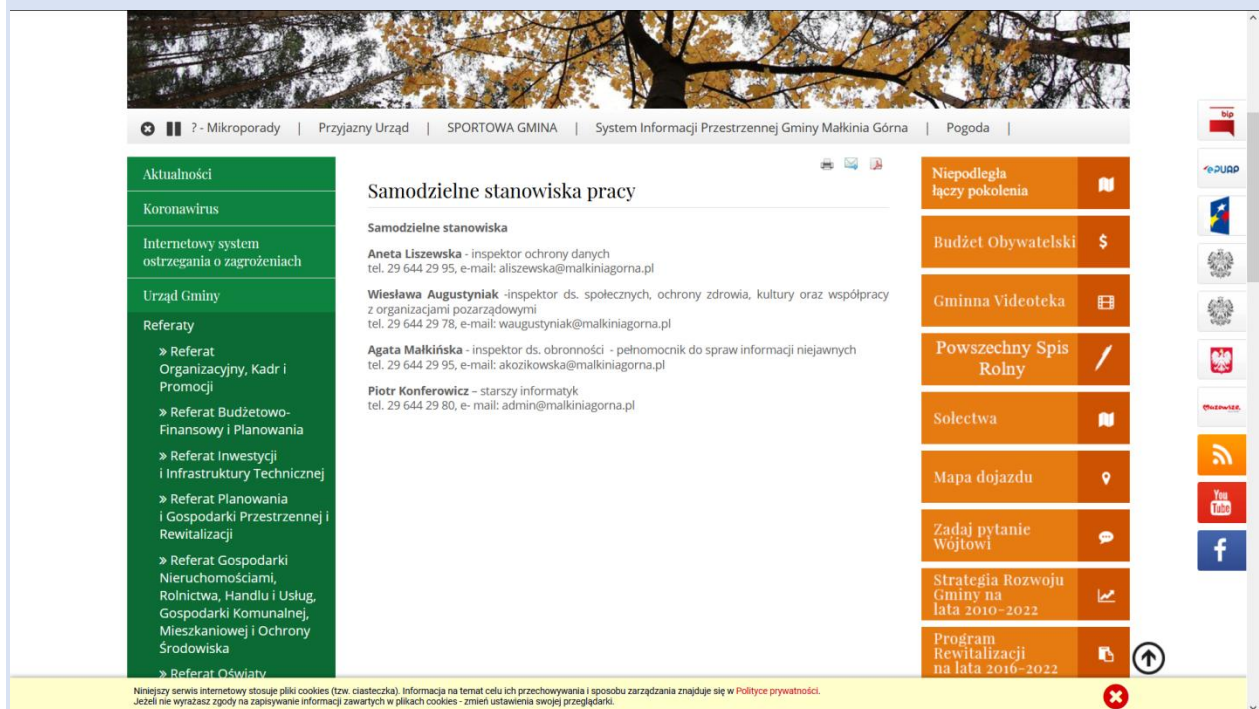 ? - Mikroporady | Przyjazny Urząd | SPORTOWA GMINA | System Informacji Przestrzennej Gminy Małkinia Górna | Pogoda |
Aktualności
Koronawirus
Internetowy system
ostrzegania o zagrożeniach
Urząd Gminy
Referaty
» Referat
Organizacyjny, Kadr i
Promocji
» Referat Budżetowo-
Finansowy i Planowania
» Referat Inwestycji
i Infrastruktury Technicznej
» Referat Planowania
i Gospodarki Przestrzennej i
Rewitalizacji
» Referat Gospodarki
Nieruchomościami,
Rolnictwa, Handlu i Usług,
Gospodarki Komunalnej,
Mieszkaniowej i Ochrony
Środowiska
» Referat Oświaty
Samodzielne stanowiska pracy
Samodzielne stanowiska
Aneta Liszewska - inspektor ochrony danych
tel. 29 644 29 95, e-mail: aliszewska@malkiniagorna.pl
Wiesława Augustyniak -inspektor ds. społecznych, ochrony zdrowia, kultury oraz współpracy
z organizacjami pozarządowymi
tel. 29 644 29 78, e-mail: waugustyniak@malkiniagorna.pl
Agata Małkińska - inspektor ds. obronności - pełnomocnik do spraw informacji niejawnych
tel. 29 644 29 95, e-mail: akozikowska@malkiniagorna.pl
Piotr Konferowicz – starszy informatyk
tel. 29 644 29 80, e- mail: admin@malkiniagorna.pl
Niepodległa
łączy pokolenia
Budżet Obywatelski
$
Gminna Videoteka
Powszechny Spis
Rolny
Sołectwa
Mapa dojazdu
Zadaj pytanie
Wójtowi
Strategia Rozwoju
Gminy na
lata 2010-2022
Program
Rewitalizacji
na lata 2016-2022
bip
ePUAP
mazowsze.
You
Tube
f
Niniejszy serwis internetowy stosuje pliki cookies (tzw. ciasteczka). Informacja na temat celu ich przechowywania i sposobu zarządzania znajduje się w Polityce prywatności.
Jeżeli nie wyrażasz zgody na zapisywanie informacji zawartych w plikach cookies - zmień ustawienia swojej przeglądarki.